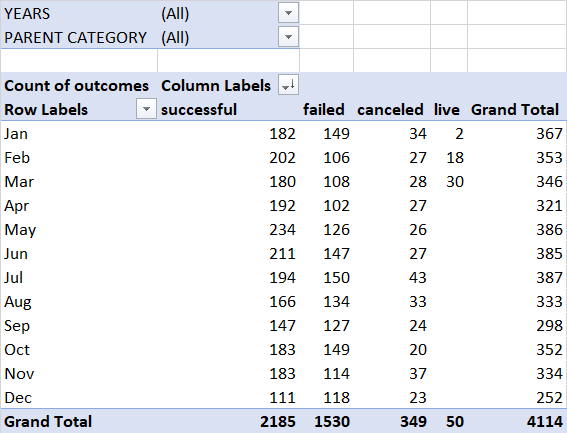 YEARS (All)
PARENT CATEGORY (All)
Count of outcomes Column Labels
Row Labels successful failed canceled live Grand Total
Jan 182 149 34 2 367
Feb 202 106 27 18 353
Mar 180 108 28 30 346
Apr 192 102 27 321
May 234 126 26 386
Jun 211 147 27 385
Jul 194 150 43 387
Aug 166 134 33 333
Sep 147 127 24 298
Oct 183 149 20 352
Nov 183 114 37 334
Dec 111 118 23 252
Grand Total 2185 1530 349 50 4114